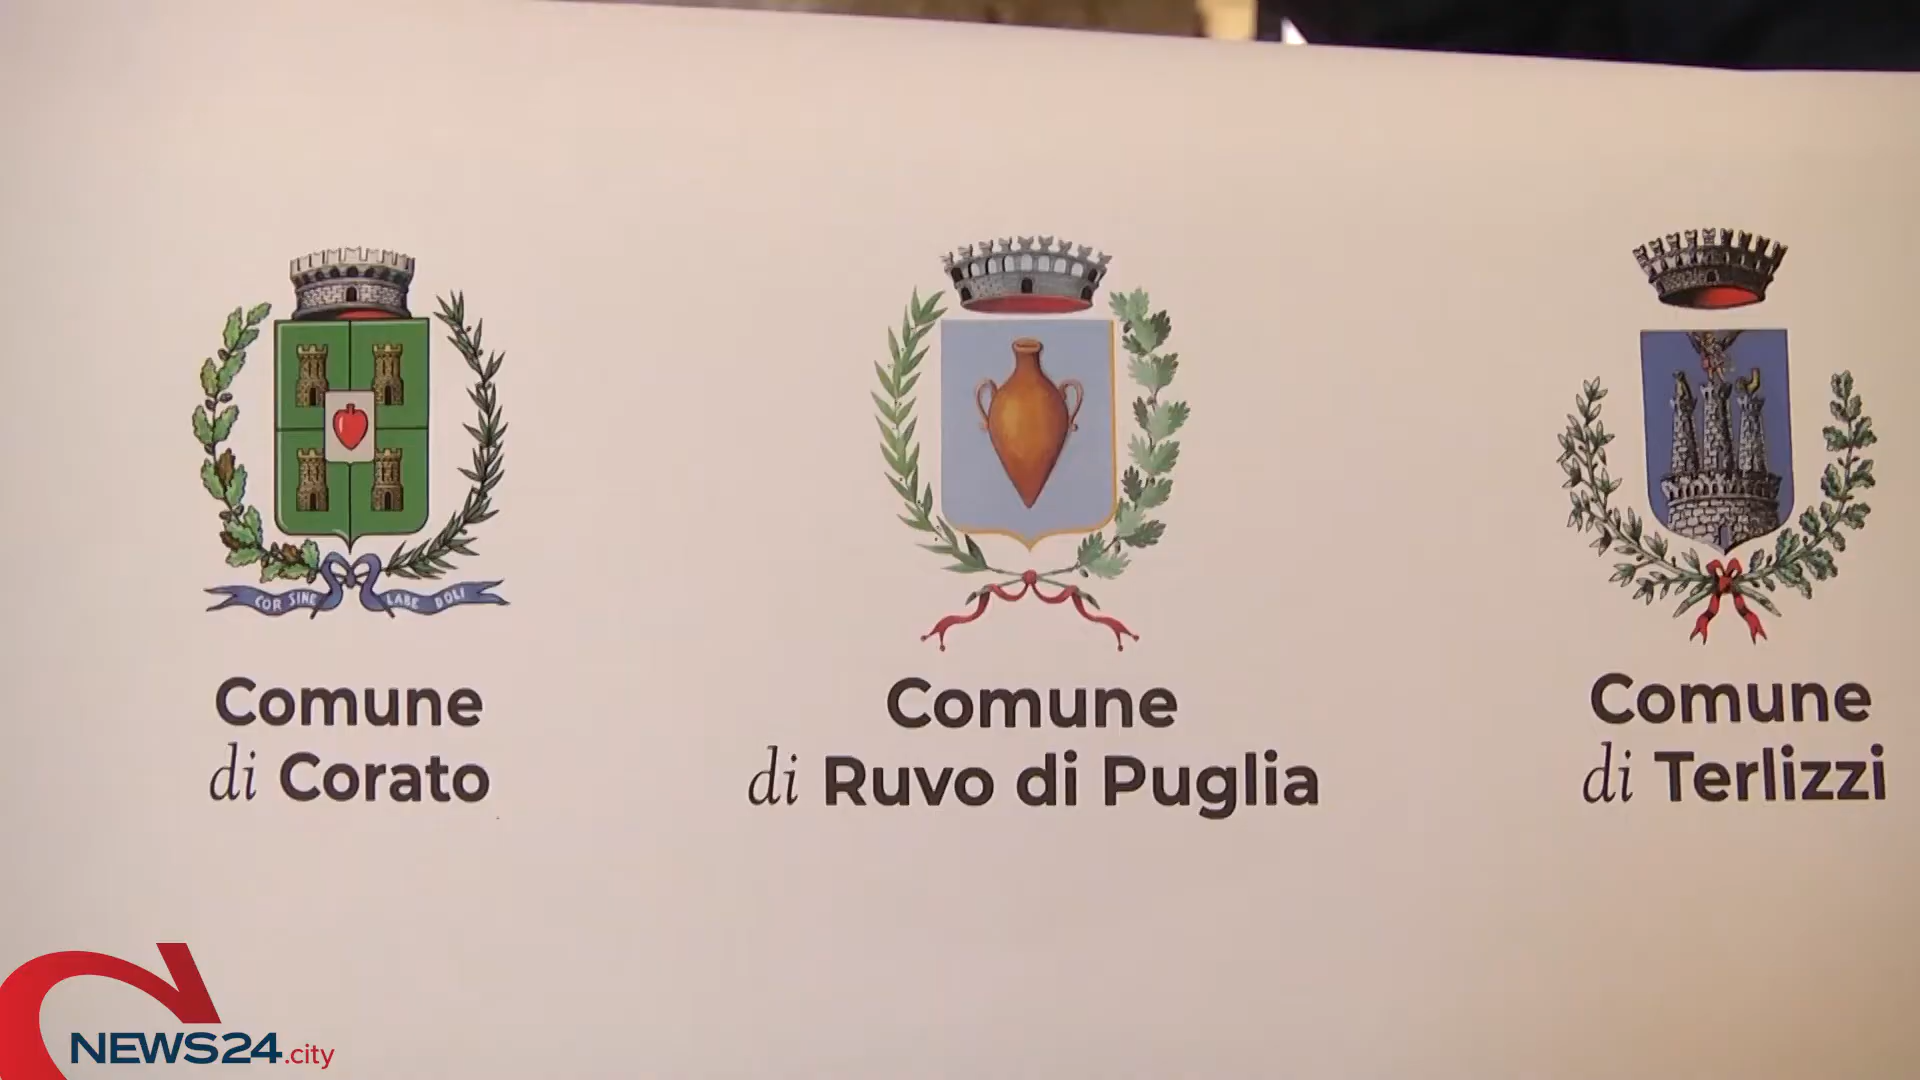 COR SINE LABE DOLI
Comune
di Corato
Comune
di Ruvo di Puglia
Comune
di Terlizzi
NEWS24.city